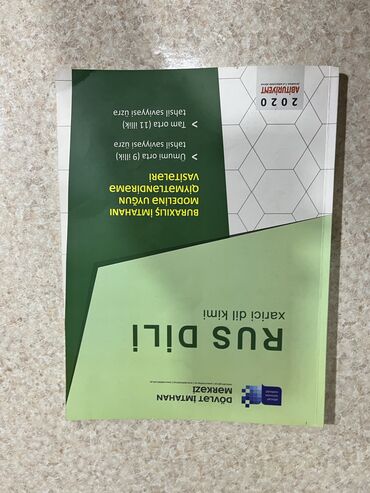 DÖVLƏT İMTAHAN
MƏRKƏZİ
RUS DİLİ
xarici dil kimi
BURAXILIŞ İMTAHANI
MODELİNƏ UYĞUN
QİYMƏTLƏNDİRMƏ
VASİTƏLƏRİ
> Ümumi orta (9 illik)
təhsil səviyyəsi üzrə
> Tam orta (11 illik)
təhsil səviyyəsi üzrə
2020
ABİTURİYENT